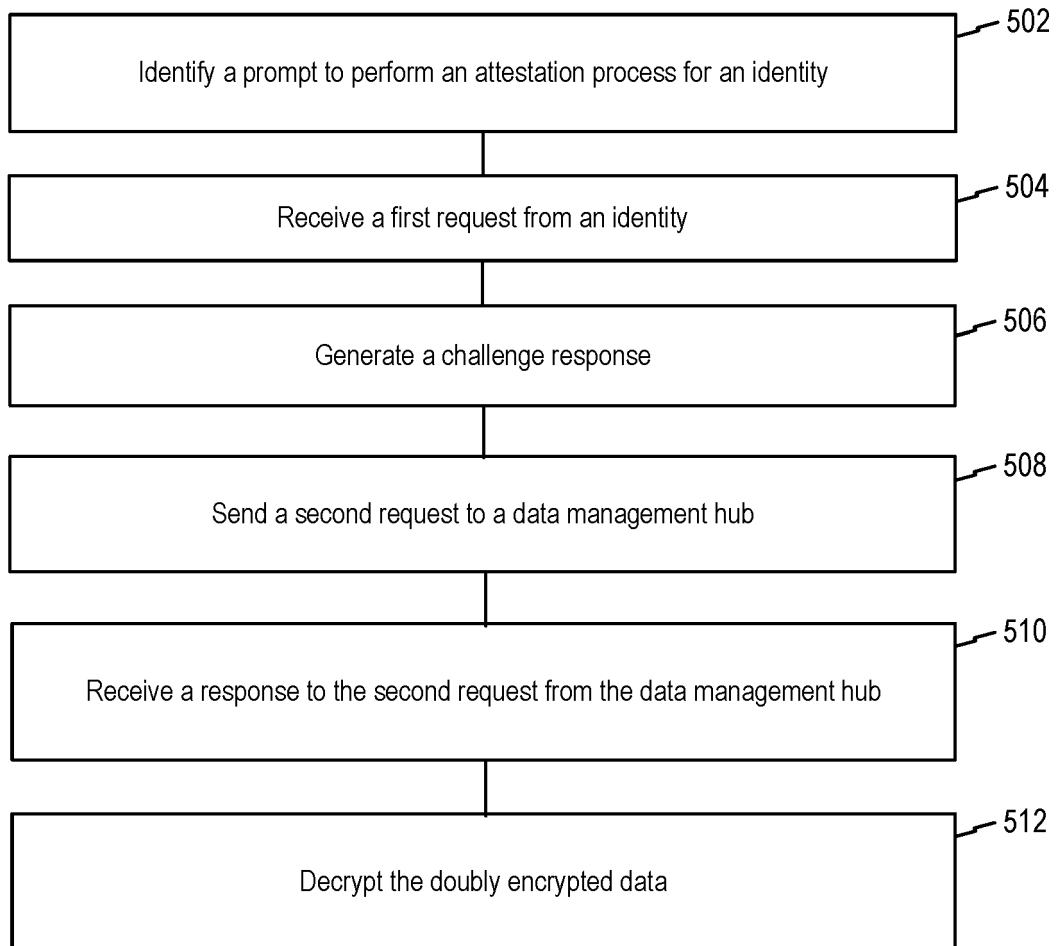 502
Identify a prompt to perform an attestation process for an identity
504
Receive a first request from an identity
506
Generate a challenge response
508
Send a second request to a data management hub
510
Receive a response to the second request from the data management hub
512
Decrypt the doubly encrypted data